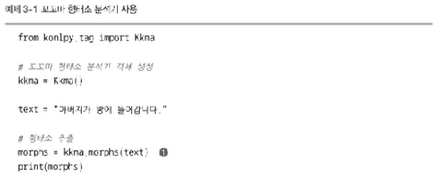 예제 3-1 꼬꼬마 형태소 분석기 사용
from konlpy.tag import Kkma
# 꼬꼬마 형태소 분석기 객체 생성
kkma = Kkma()
text = "아버지가 방에 들어갑니다."
# 형태소 추출
morphs = kkma.morphs(text) ❶
print(morphs)